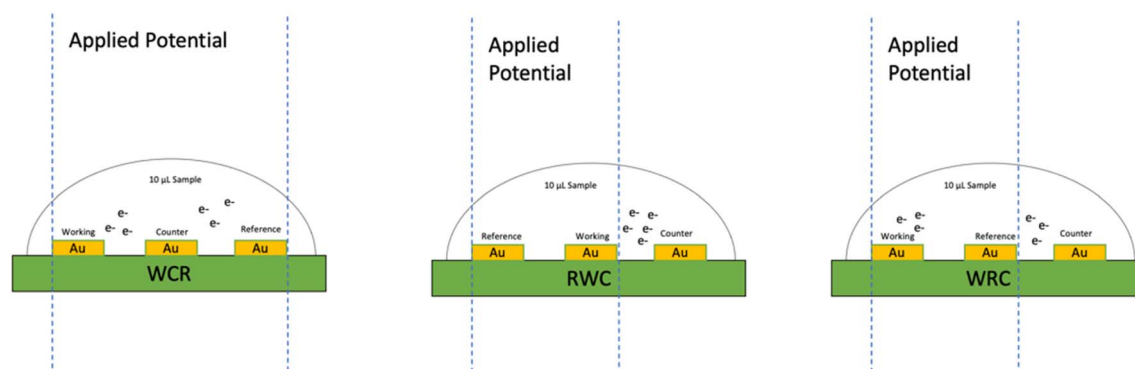 Applied Potential
10 µL Sample
e-
e-
e-
e-
e-
e-
e-
Working
Counter
Reference
Au
Au
Au
WCR
Applied
Potential
10 µL Sample
e-
e-
e-
e-
e-
e-
Reference
Working
Counter
Au
Au
Au
RWC
Applied
Potential
10 µL Sample
e-
e-
e-
e-
e-
e-
e-
Working
Reference
Counter
Au
Au
Au
WRC